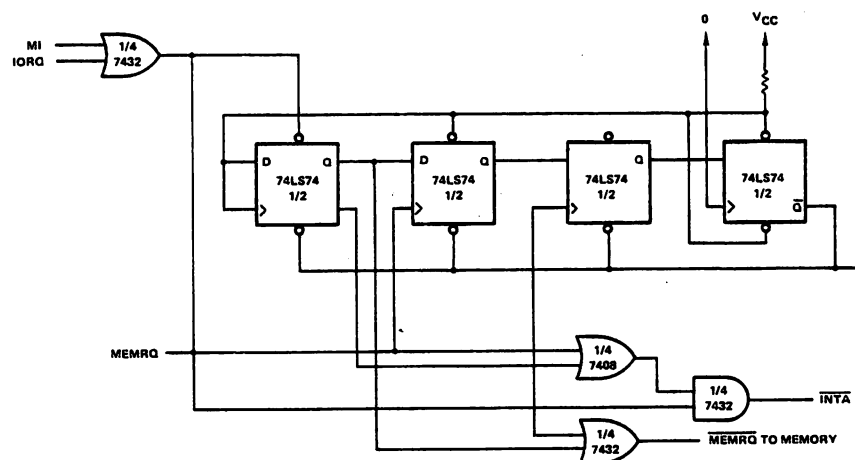 0
VCC
MI
IORQ
1/4
7432
D
Q
74LS74
1/2
D
Q
74LS74
1/2
Q
74LS74
1/2
74LS74
1/2
Q
MEMRQ
1/4
7408
1/4
7432
INTA
1/4
7432
MEMRQ TO MEMORY